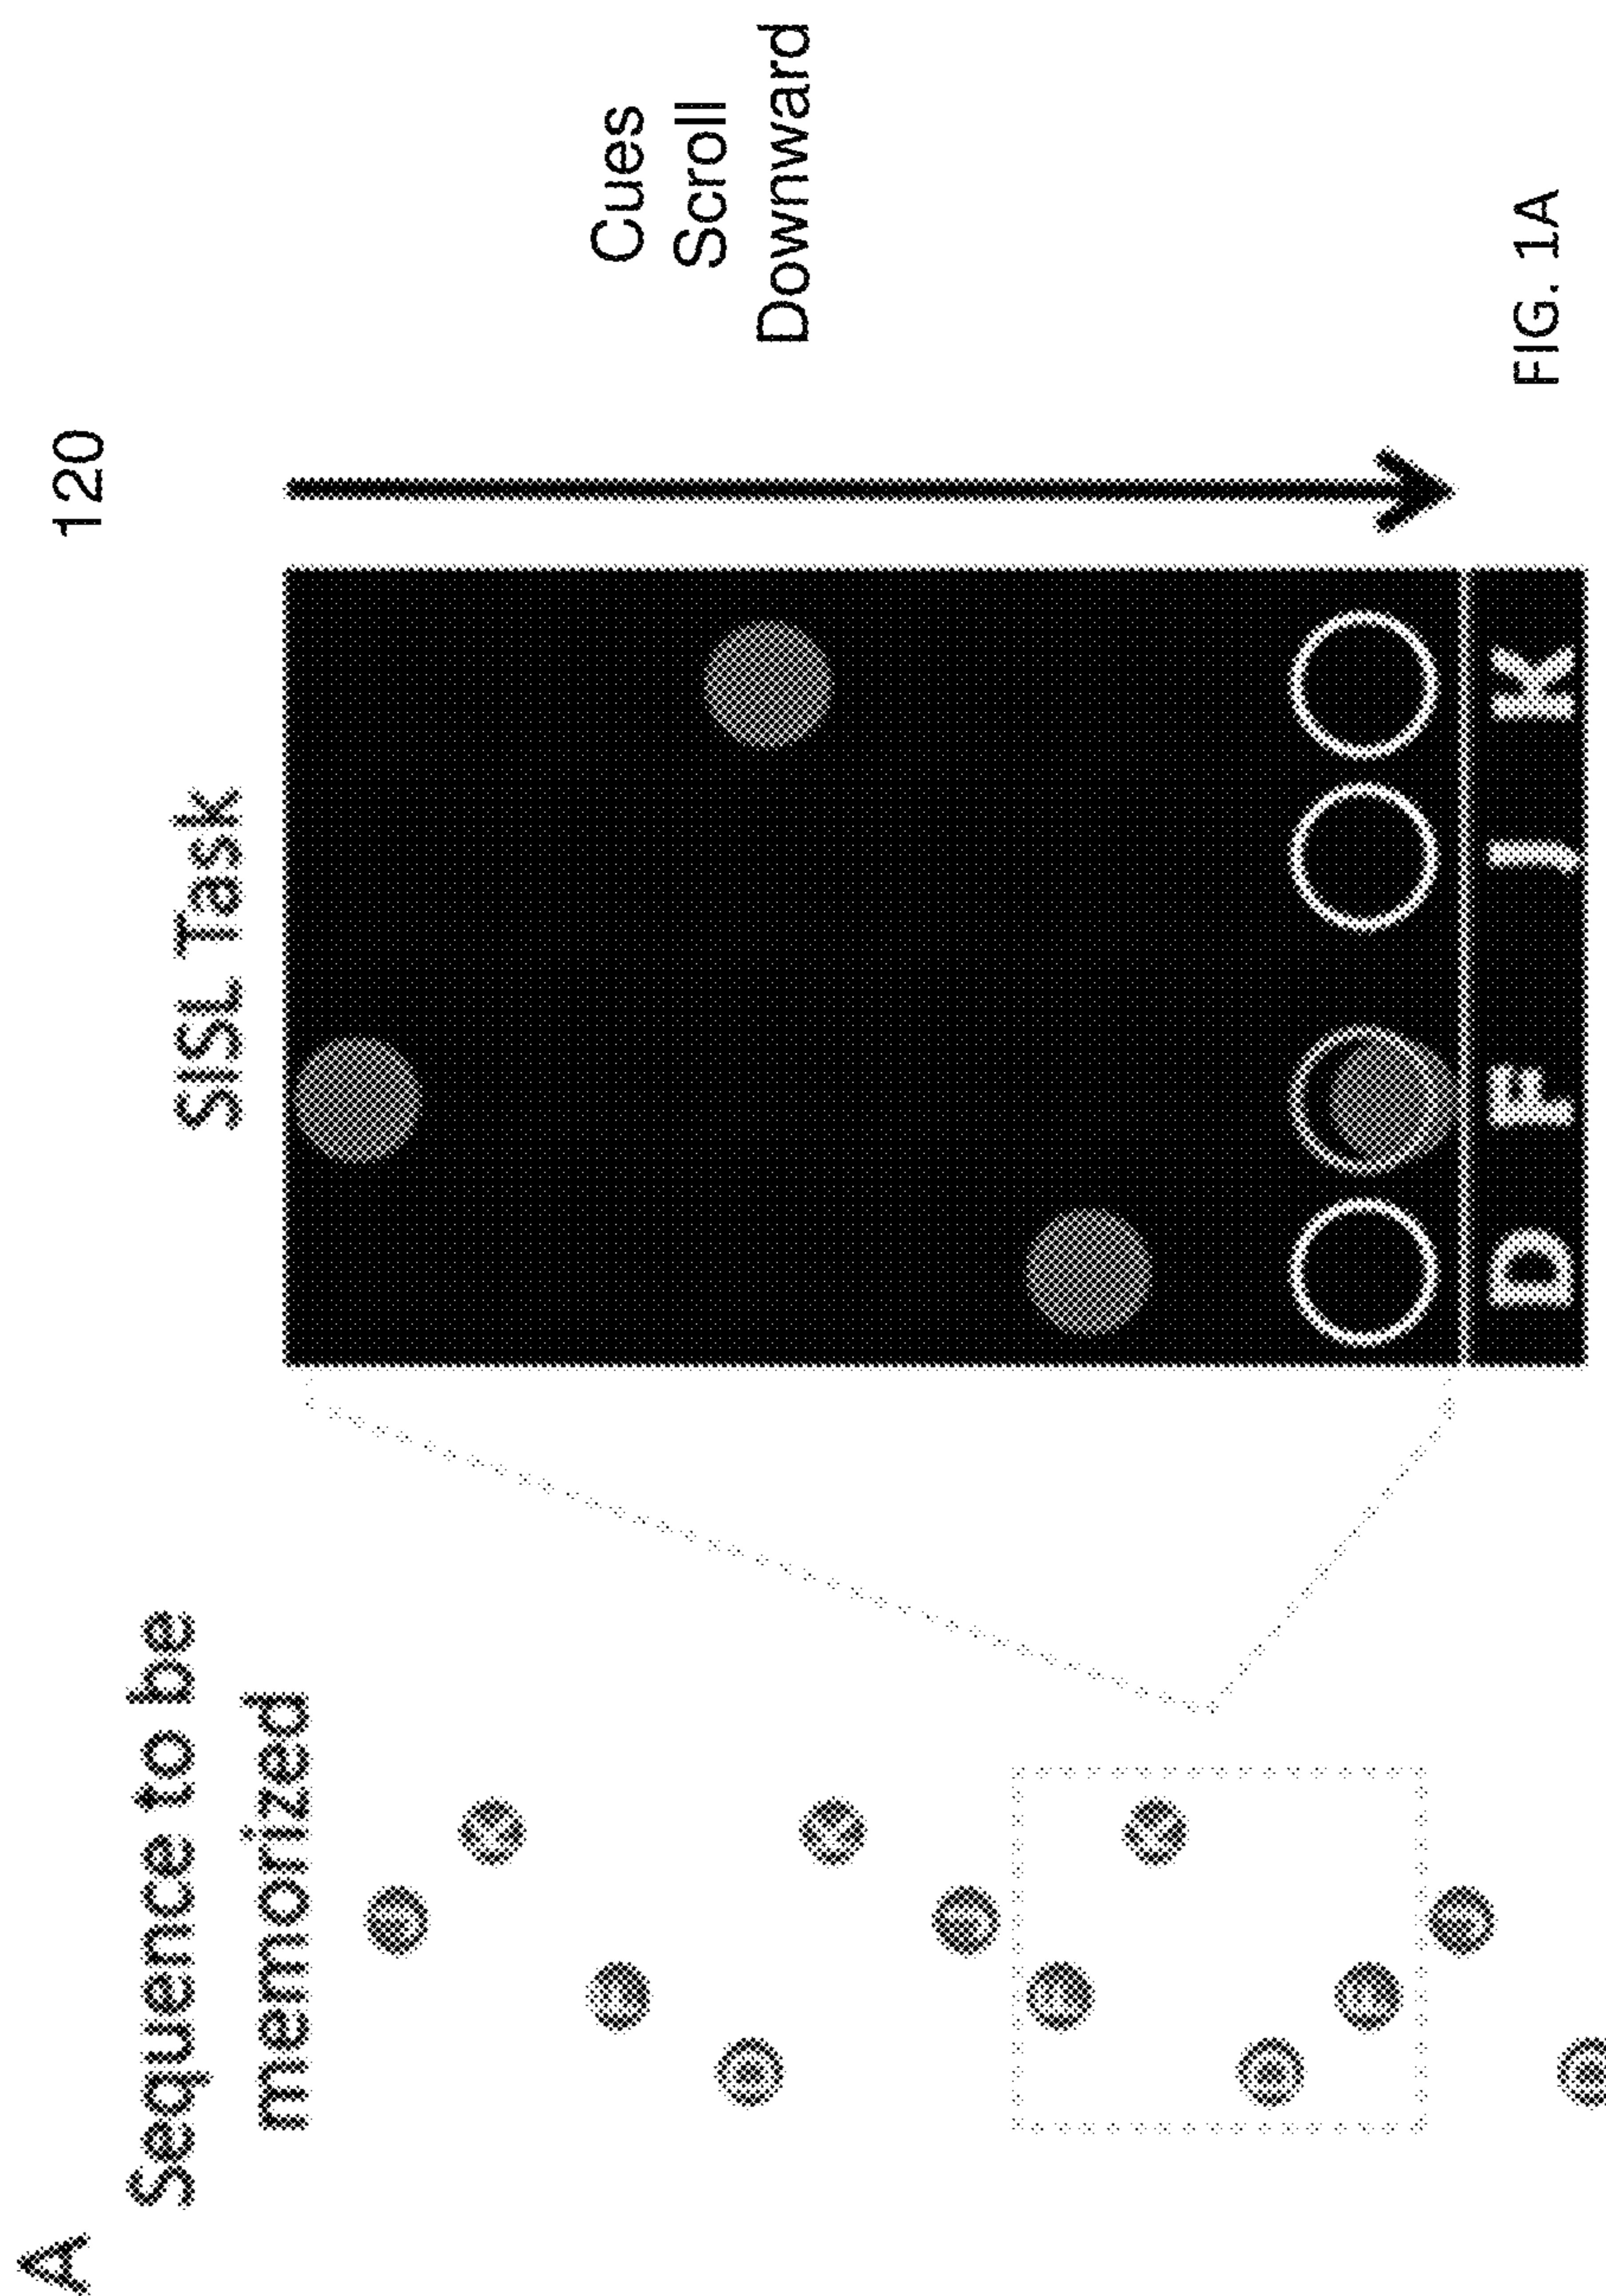 120
A
Sequence to be
memorized
SISL Task
Cues
Scroll
Downward
D F J K
FIG. 1A